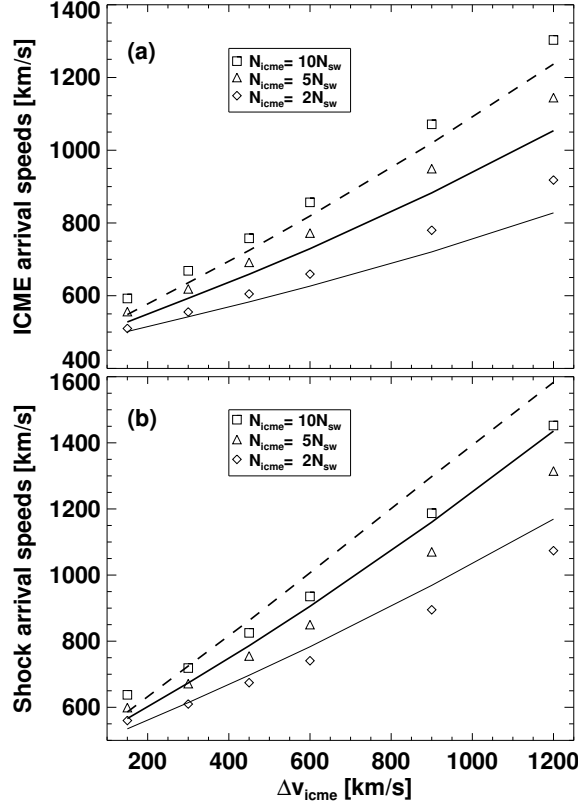 1400
1200
1000
800
600
400
ICME arrival speeds [km/s]
(a)
N_icme= 10N_sw
N_icme= 5N_sw
N_icme= 2N_sw
1600
1400
1200
1000
800
600
Shock arrival speeds [km/s]
(b)
N_icme= 10N_sw
N_icme= 5N_sw
N_icme= 2N_sw
200 400 600 800 1000 1200
Δv_icme [km/s]